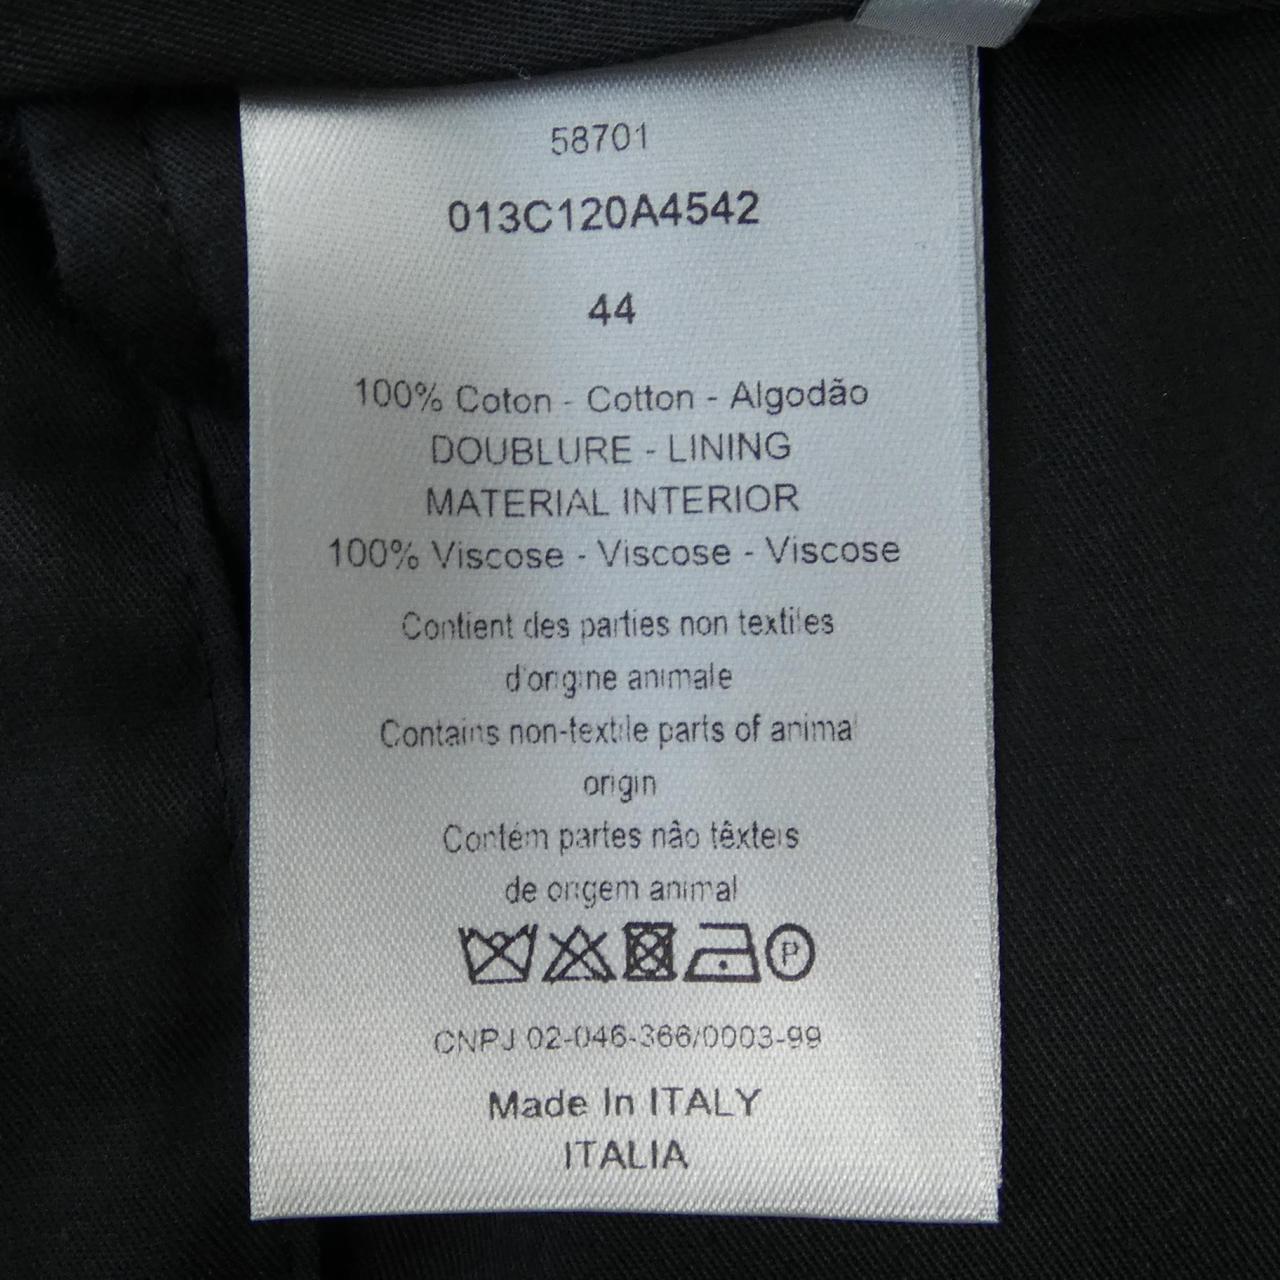 58701
013C120A4542
44
100% Coton - Cotton - Algodão
DOUBLURE - LINING
MATERIAL INTERIOR
100% Viscose - Viscose - Viscose
Contient des parties non textiles
d'origine animale
Contains non-textile parts of animal
origin
Contém partes não têxteis
de origem animal
P
CNPJ 02-046-366/0003-99
Made In ITALY
ITALIA